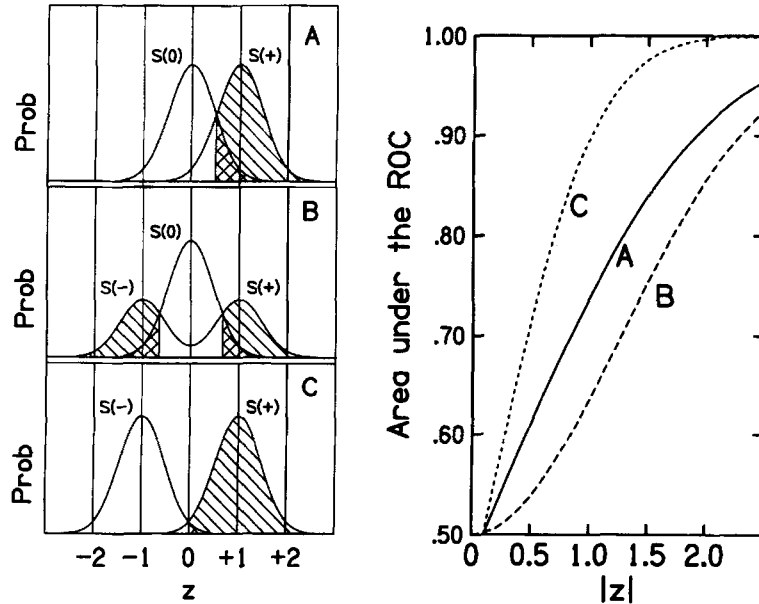 A
S(0)
S(+)
Prob
B
S(0)
S(-)
S(+)
C
S(-)
S(+)
Prob
-2 -1 0 +1 +2
z
1.00
.90
.80
.70
.60
.50
Area under the ROC
C
A
B
0 0.5 1.0 1.5 2.0
|z|